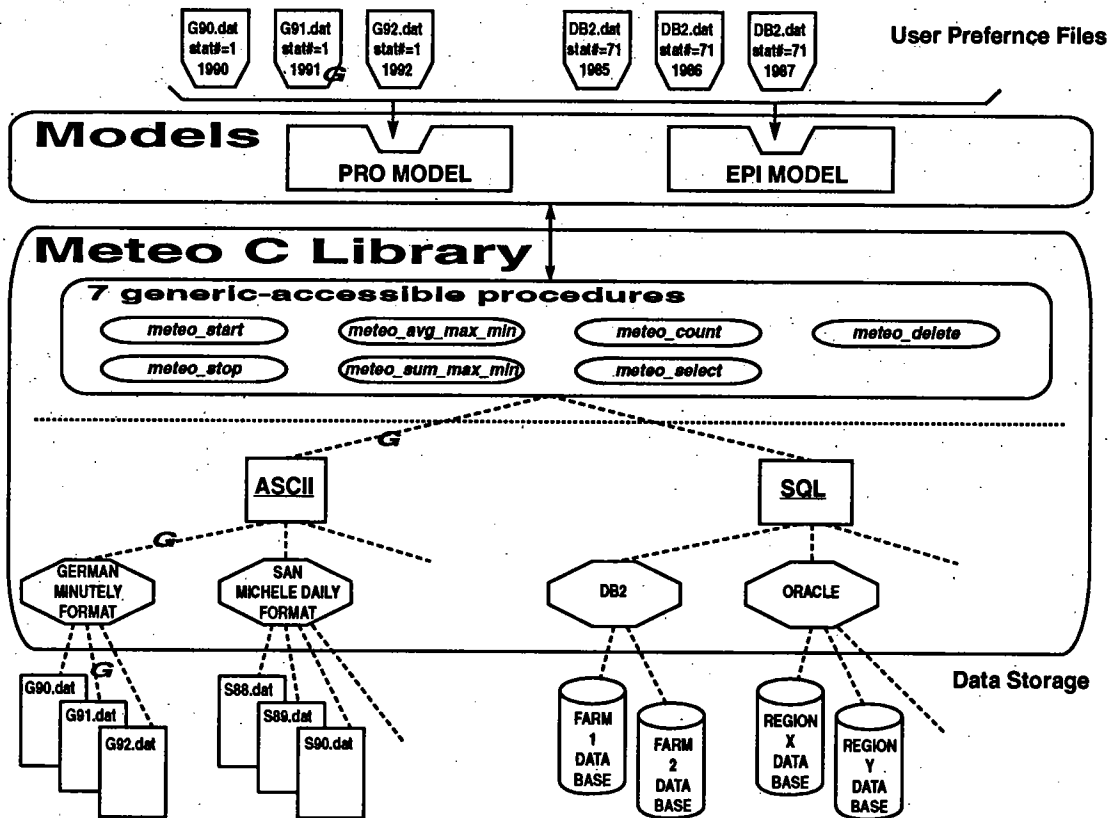 G90.dat
stat#=1
1990
G91.dat
stat#=1
1991
G
G92.dat
stat#=1
1992
DB2.dat
stat#=71
1985
DB2.dat
stat#=71
1986
DB2.dat
stat#=71
1987
User Prefernce Files
Models
PRO MODEL
EPI MODEL
Meteo C Library
7 generic-accessible procedures
meteo_start
meteo_avg_max_min
meteo_count
meteo_delete
meteo_stop
meteo_sum_max_min
meteo_select
G
ASCII
SQL
G
GERMAN
MINUTELY
FORMAT
SAN
MICHELE DAILY
FORMAT
DB2
ORACLE
G
Data Storage
G90.dat
G91.dat
G92.dat
S88.dat
S89.dat
S90.dat
FARM
1
DATA
BASE
FARM
2
DATA
BASE
REGION
X
DATA
BASE
REGION
Y
DATA
BASE